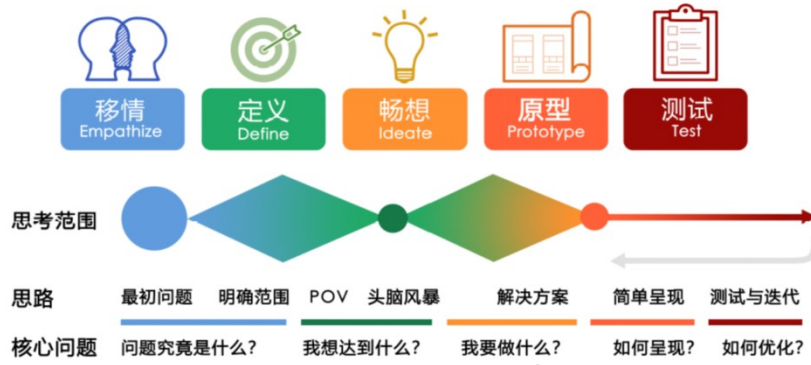 移情 定义 畅想 原型 测试
Empathize Define Ideate Prototype Test
思考范围
思路 最初问题 明确范围 POV 头脑风暴 解决方案 简单呈现 测试与迭代
核心问题 问题究竟是什么? 我想达到什么? 我要做什么? 如何呈现? 如何优化?